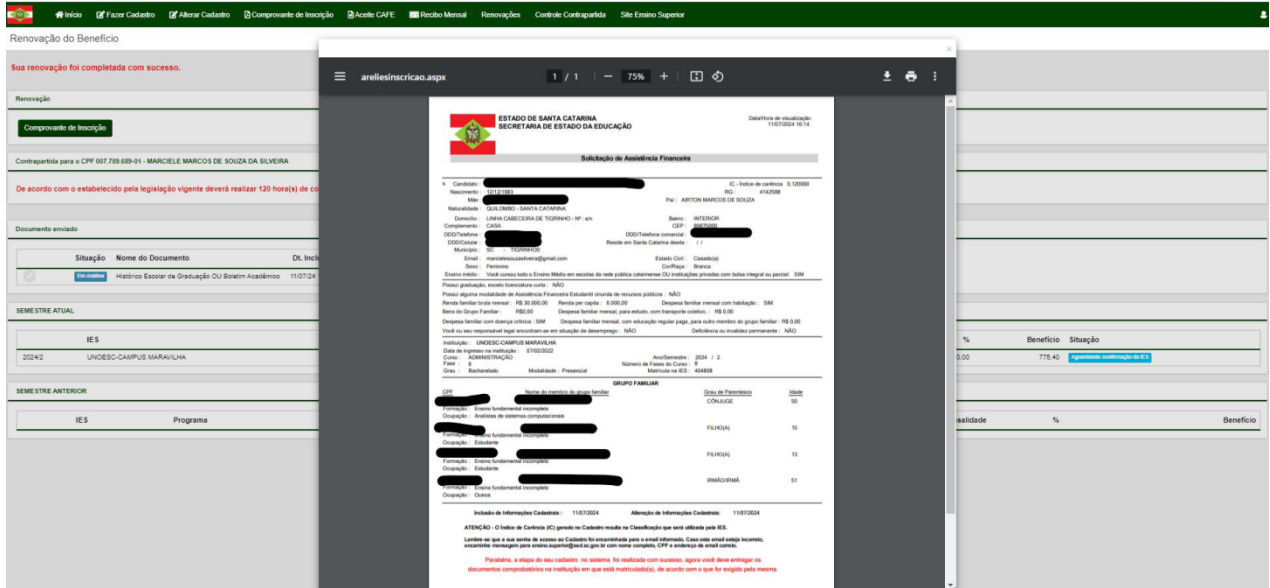 Início Fazer Cadastro Alterar Cadastro Comprovante de Inscrição Aceite CAFE Recibo Mensal Renovações Controle Contrapartida Site Ensino Superior
Renovação do Benefício
Sua renovação foi completada com sucesso.
Renovação
Comprovante de Inscrição
Contrapartida para o CPF 007.789.689-01 - MARCIELE MARCOS DE SOUZA DA SILVEIRA
De acordo com o estabelecido pela legislação vigente deverá realizar 120 hora(s) de co
Documento enviado
Situação Nome do Documento Dt. Incl
Em Análise Histórico Escolar de Graduação OU Boletim Acadêmico 11/07/24
SEMESTRE ATUAL
IES % Benefício Situação
2024/2 UNOESC-CAMPUS MARAVILHA 0,00 775,40 Aguardando confirmação da IES
SEMESTRE ANTERIOR
IES Programa salidade % Benefício
areliesinscricao.aspx 1 / 1 75%
ESTADO DE SANTA CATARINA
SECRETARIA DE ESTADO DA EDUCAÇÃO
Data/Hora de visualização
11/07/2024 16:14
Solicitação de Assistência Financeira
Candidato : IC - Índice de carência 0,120000
Nascimento : 12/12/1983 RG : 4142588
Mãe Pai : AIRTON MARCOS DE SOUZA
Naturalidade : QUILOMBO - SANTA CATARINA
Domicílio : LINHA CABECEIRA DE TIGRINHO - Nº : s/n Bairro : INTERIOR
Complemento : CASA CEP : 89875000
DDD/Telefone : DDD/Telefone comercial :
DDD/Celular : Reside em Santa Catarina desde : / /
Município : SC - TIGRINHOS
Email : marcielesouzasilveira@gmail.com Estado Civil : Casado(a)
Sexo : Feminino Cor/Raça : Branca
Ensino médio : Você cursou todo o Ensino Médio em escolas da rede pública catarinense OU instituições privadas com bolsa integral ou parcial: SIM
Possui graduação, exceto licenciatura curta : NÃO
Possui alguma modalidade de Assistência Financeira Estudantil oriunda de recursos públicos : NÃO
Renda familiar bruta mensal : R$ 30.000,00 Renda per capita : 6.000,00 Despesa familiar mensal com habitação : SIM
Bens do Grupo Familiar : R$0,00 Despesa familiar mensal, para estudo, com transporte coletivo : R$ 0,00
Despesa familiar com doença crônica : SIM Despesa familiar mensal, com educação regular paga, para outro membro do grupo familiar : R$ 0,00
Você ou seu responsável legal encontram-se em situação de desemprego : NÃO Deficiência ou invalidez permanente : NÃO
Instituição : UNOESC-CAMPUS MARAVILHA
Data de ingresso na instituição : 07/02/2022
Curso : ADMINISTRAÇÃO Ano/Semestre : 2024 / 2
Fase : 6 Número de Fases do Curso : 8
Grau : Bacharelado Modalidade : Presencial Matrícula na IES : 404808
GRUPO FAMILIAR
CPF Nome do membro do grupo familiar Grau de Parentesco Idade
CÔNJUGE 50
Formação : Ensino fundamental incompleto
Ocupação : Analistas de sistemas computacionais
FILHO(A) 15
Formação : Ensino fundamental incompleto
Ocupação : Estudante
FILHO(A) 13
Formação : Ensino fundamental incompleto
Ocupação : Estudante
IRMÃO/IRMÃ 51
Formação : Ensino fundamental incompleto
Ocupação : Outros
Inclusão de Informações Cadastrais : 11/07/2024 Alteração de Informações Cadastrais: 11/07/2024
ATENÇÃO - O Índice de Carência (IC) gerado no Cadastro resulta na Classificação que será utilizada pela IES.
Lembre-se que a sua senha de acesso ao Cadastro foi encaminhada para o email informado. Caso este email esteja incorreto,
encaminhe mensagem para ensino.superior@sed.sc.gov.br com nome completo, CPF e endereço de email correto.
Parabéns, a etapa do seu cadastro no sistema foi realizada com sucesso, agora você deve entregar os
documentos comprobatórios na instituição em que está matriculado(a), de acordo com o que for exigido pela mesma.